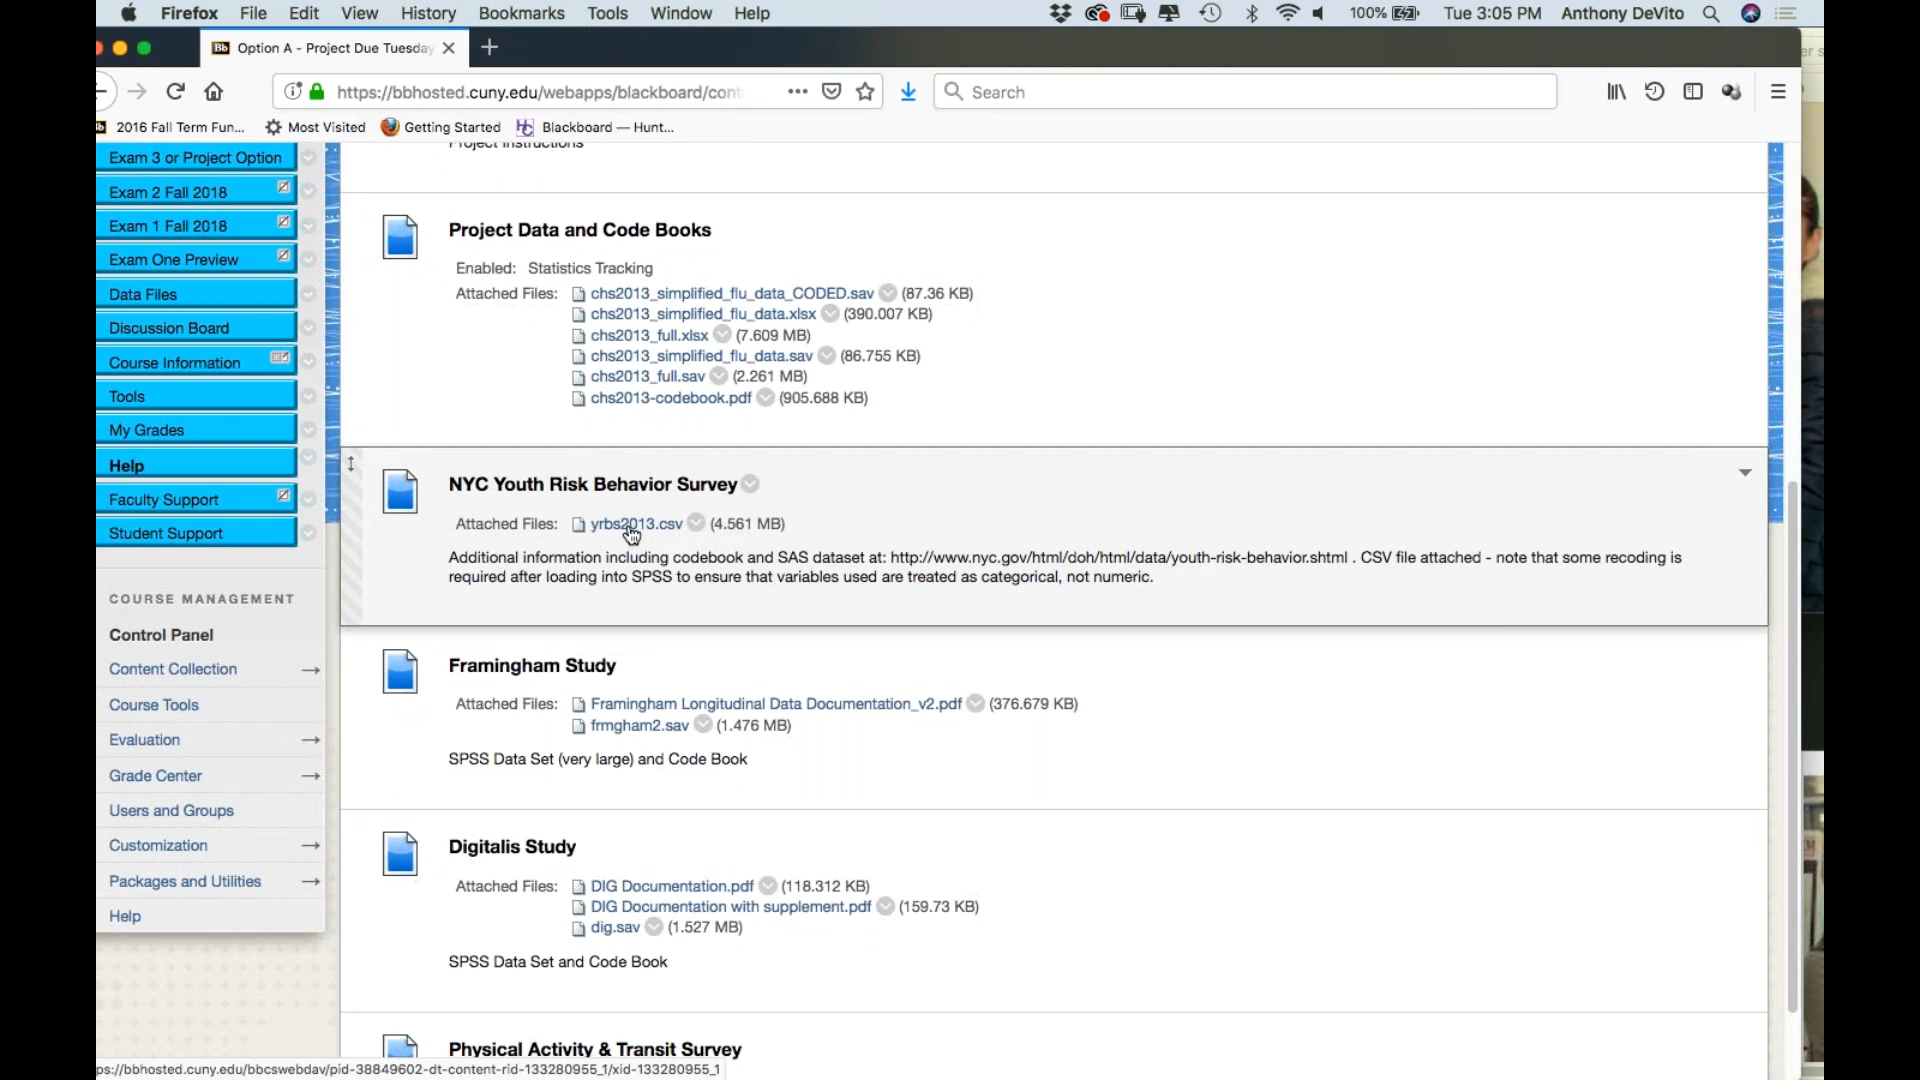 Firefox File Edit View History Bookmarks Tools Window Help 100% Tue 3:05 PM Anthony DeVito
Option A - Project Due Tuesday
https://bbhosted.cuny.edu/webapps/blackboard/cont
Search
2016 Fall Term Fun... Most Visited Getting Started Blackboard — Hunt...
Exam 3 or Project Option
Exam 2 Fall 2018
Exam 1 Fall 2018
Exam One Preview
Data Files
Discussion Board
Course Information
Tools
My Grades
Help
Faculty Support
Student Support
COURSE MANAGEMENT
Control Panel
Content Collection
Course Tools
Evaluation
Grade Center
Users and Groups
Customization
Packages and Utilities
Help
Project Instructions
Project Data and Code Books
Enabled: Statistics Tracking
Attached Files: chs2013_simplified_flu_data_CODED.sav (87.36 KB)
chs2013_simplified_flu_data.xlsx (390.007 KB)
chs2013_full.xlsx (7.609 MB)
chs2013_simplified_flu_data.sav (86.755 KB)
chs2013_full.sav (2.261 MB)
chs2013-codebook.pdf (905.688 KB)
NYC Youth Risk Behavior Survey
Attached Files: yrbs2013.csv (4.561 MB)
Additional information including codebook and SAS dataset at: http://www.nyc.gov/html/doh/html/data/youth-risk-behavior.shtml . CSV file attached - note that some recoding is
required after loading into SPSS to ensure that variables used are treated as categorical, not numeric.
Framingham Study
Attached Files: Framingham Longitudinal Data Documentation_v2.pdf (376.679 KB)
frmgham2.sav (1.476 MB)
SPSS Data Set (very large) and Code Book
Digitalis Study
Attached Files: DIG Documentation.pdf (118.312 KB)
DIG Documentation with supplement.pdf (159.73 KB)
dig.sav (1.527 MB)
SPSS Data Set and Code Book
Physical Activity & Transit Survey
ps://bbhosted.cuny.edu/bbcswebdav/pid-38849602-dt-content-rid-133280955_1/xid-133280955_1